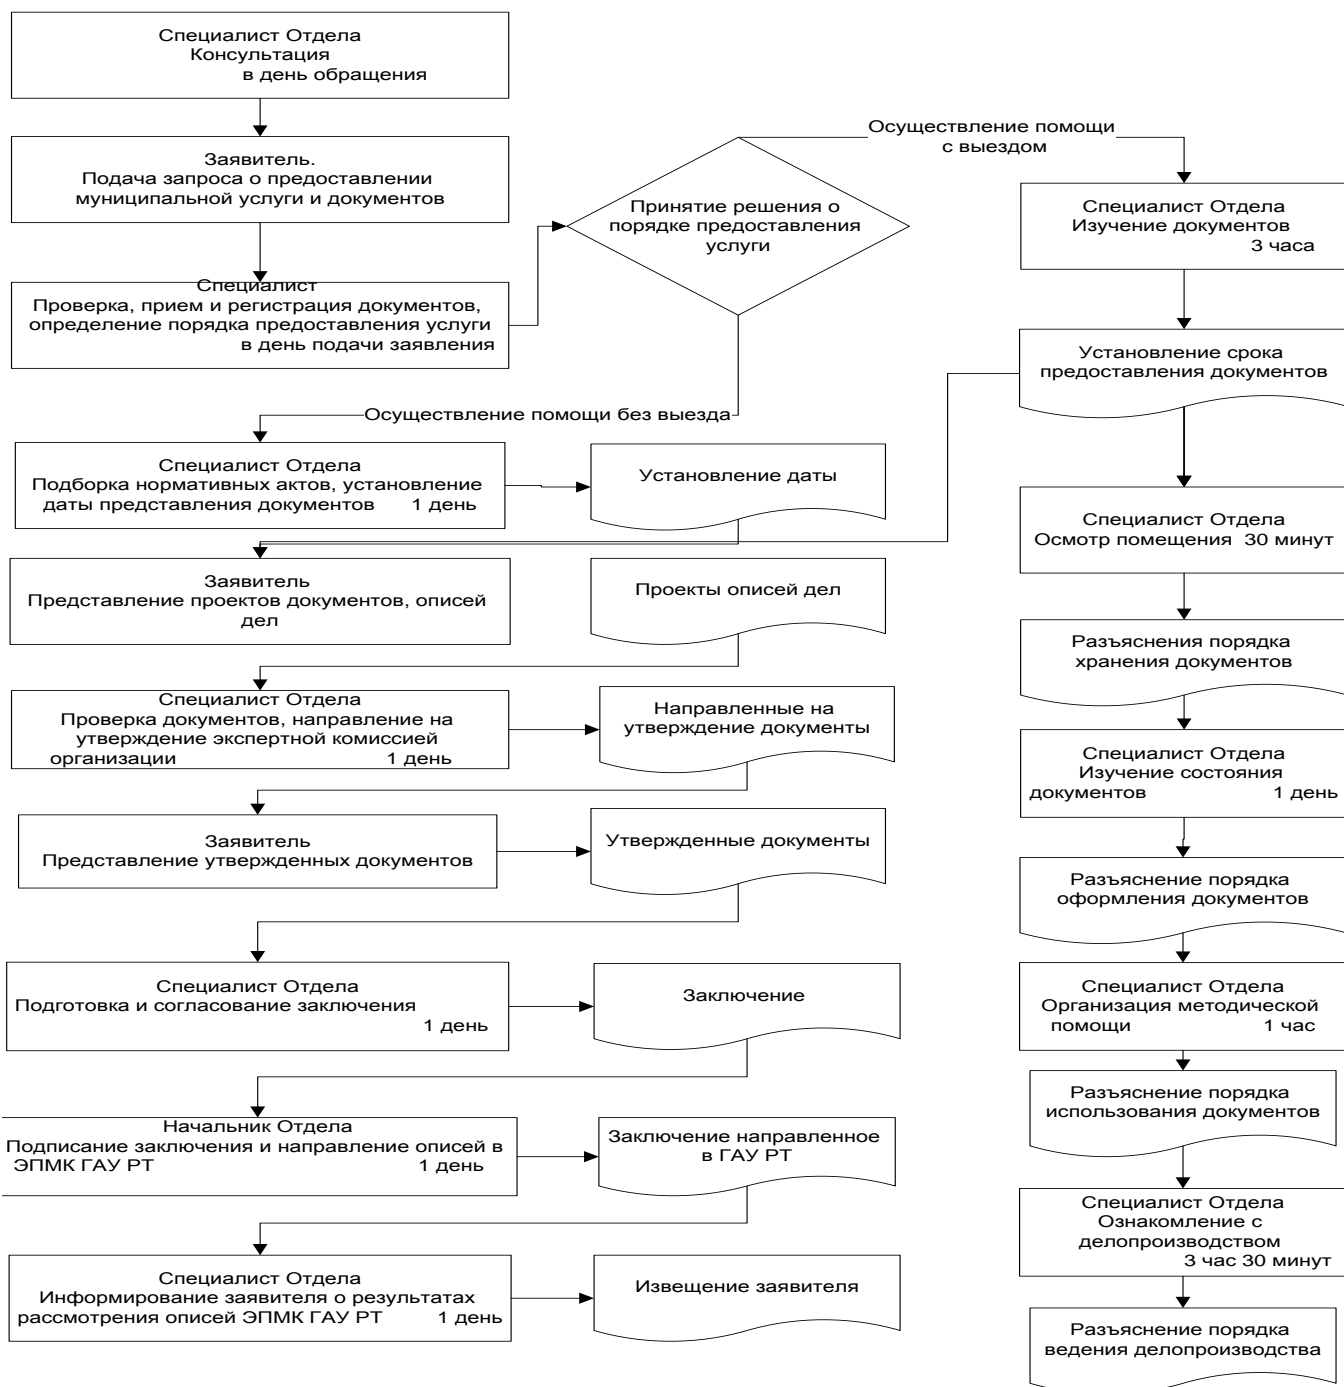 Специалист Отдела
Консультация
в день обращения
Заявитель.
Подача запроса о предоставлении
муниципальной услуги и документов
Специалист
Проверка, прием и регистрация документов,
определение порядка предоставления услуги
в день подачи заявления
Принятие решения о
порядке предоставления
услуги
Осуществление помощи
с выездом
Осуществление помощи без выезда
Специалист Отдела
Подборка нормативных актов, установление
даты представления документов 1 день
Установление даты
Заявитель
Представление проектов документов, описей
дел
Проекты описей дел
Специалист Отдела
Проверка документов, направление на
утверждение экспертной комиссией
организации 1 день
Направленные на
утверждение документы
Заявитель
Представление утвержденных документов
Утвержденные документы
Специалист Отдела
Подготовка и согласование заключения
1 день
Заключение
Начальник Отдела
Подписание заключения и направление описей в
ЭПМК ГАУ РТ 1 день
Заключение направленное
в ГАУ РТ
Специалист Отдела
Информирование заявителя о результатах
рассмотрения описей ЭПМК ГАУ РТ 1 день
Извещение заявителя
Специалист Отдела
Изучение документов
3 часа
Установление срока
предоставления документов
Специалист Отдела
Осмотр помещения 30 минут
Разъяснения порядка
хранения документов
Специалист Отдела
Изучение состояния
документов 1 день
Разъяснение порядка
оформления документов
Специалист Отдела
Организация методической
помощи 1 час
Разъяснение порядка
использования документов
Специалист Отдела
Ознакомление с
делопроизводством
3 час 30 минут
Разъяснение порядка
ведения делопроизводства